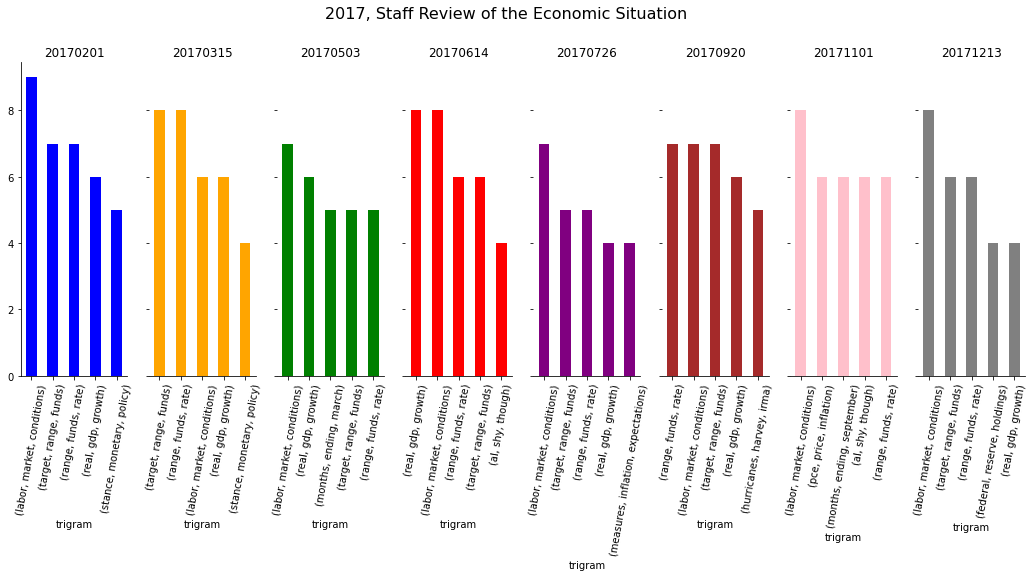 2017, Staff Review of the Economic Situation
20170201
20170315
20170503
20170614
20170726
20170920
20171101
20171213
8
6
4
2
0
(labor, market, conditions)
(target, range, funds)
(range, funds, rate)
(real, gdp, growth)
(stance, monetary, policy)
trigram
(target, range, funds)
(range, funds, rate)
(labor, market, conditions)
(real, gdp, growth)
(stance, monetary, policy)
trigram
(labor, market, conditions)
(real, gdp, growth)
(months, ending, march)
(target, range, funds)
(range, funds, rate)
trigram
(real, gdp, growth)
(labor, market, conditions)
(range, funds, rate)
(target, range, funds)
(al, shy, though)
trigram
(labor, market, conditions)
(target, range, funds)
(range, funds, rate)
(real, gdp, growth)
(measures, inflation, expectations)
trigram
(range, funds, rate)
(labor, market, conditions)
(target, range, funds)
(real, gdp, growth)
(hurricanes, harvey, irma)
trigram
(labor, market, conditions)
(pce, price, inflation)
(months, ending, september)
(al, shy, though)
(range, funds, rate)
trigram
(labor, market, conditions)
(target, range, funds)
(range, funds, rate)
(federal, reserve, holdings)
(real, gdp, growth)
trigram